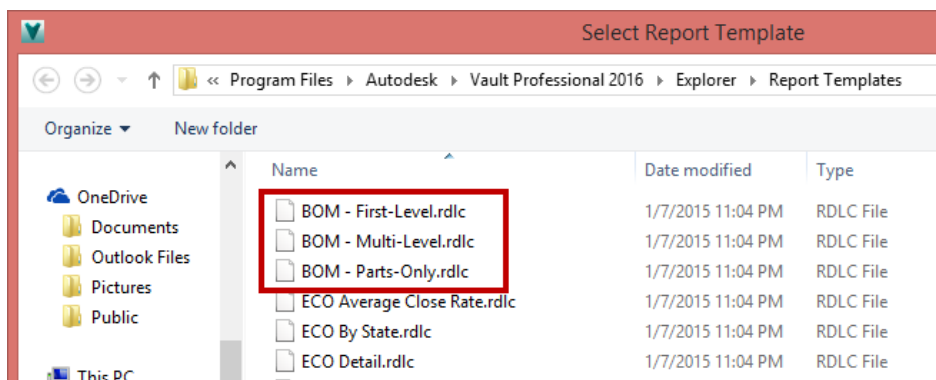 Select Report Template
« Program Files Autodesk Vault Professional 2016 Explorer Report Templates
Organize New folder
Name Date modified Type
OneDrive
Documents
Outlook Files
Pictures
Public
This PC
BOM - First-Level.rdlc 1/7/2015 11:04 PM RDLC File
BOM - Multi-Level.rdlc 1/7/2015 11:04 PM RDLC File
BOM - Parts-Only.rdlc 1/7/2015 11:04 PM RDLC File
ECO Average Close Rate.rdlc 1/7/2015 11:04 PM RDLC File
ECO By State.rdlc 1/7/2015 11:04 PM RDLC File
ECO Detail.rdlc 1/7/2015 11:04 PM RDLC File